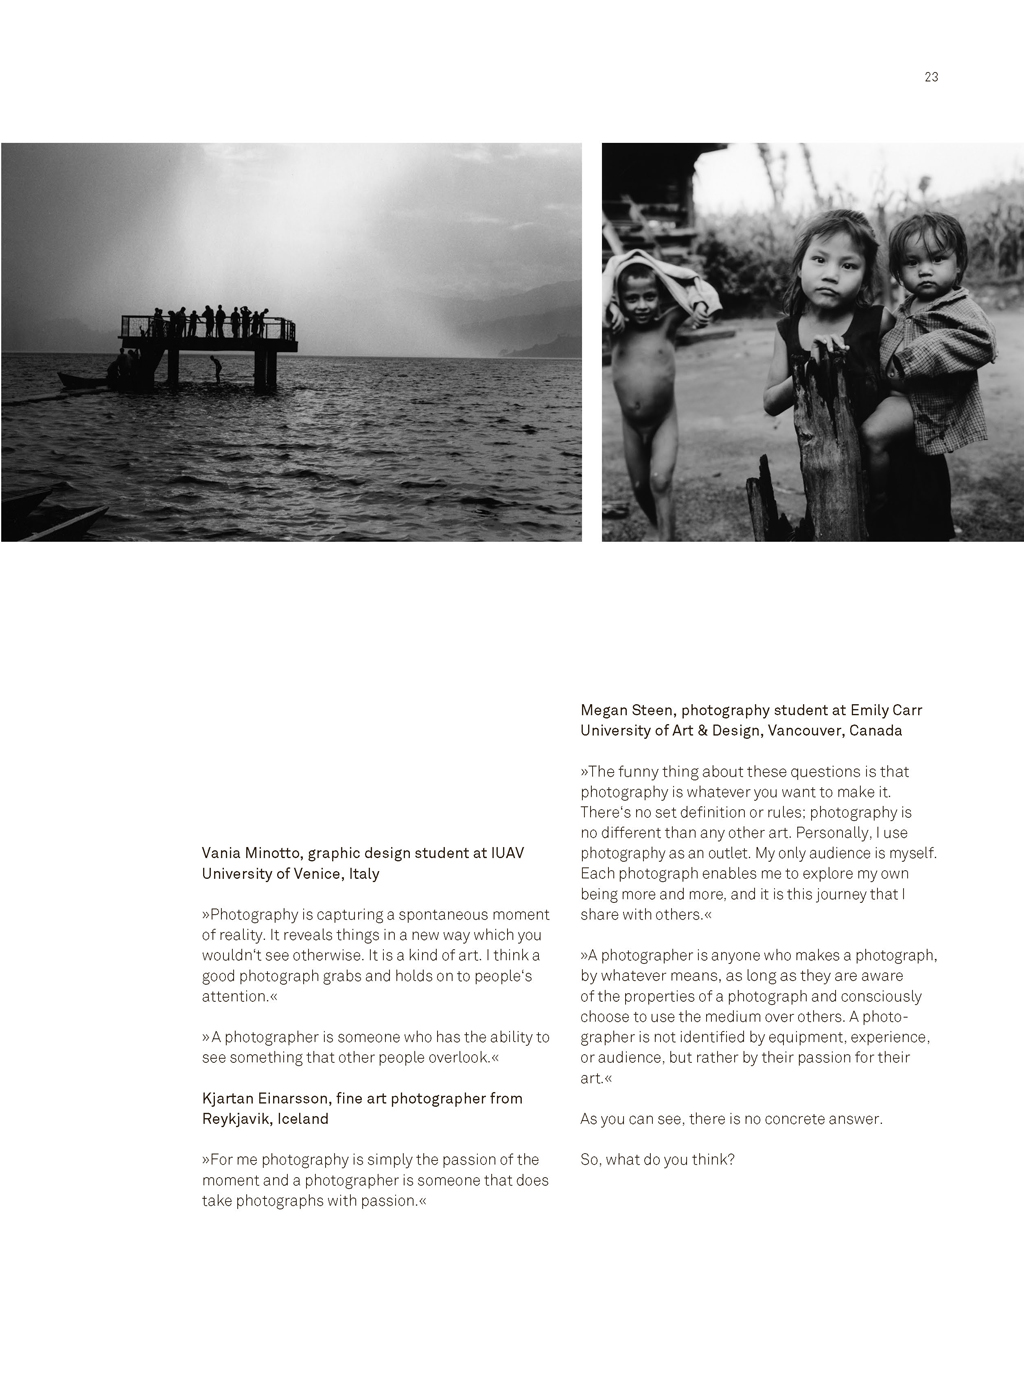 23
Vania Minotto, graphic design student at IUAV
University of Venice, Italy
»Photography is capturing a spontaneous moment
of reality. It reveals things in a new way which you
wouldn‘t see otherwise. It is a kind of art. I think a
good photograph grabs and holds on to people‘s
attention.«
»A photographer is someone who has the ability to
see something that other people overlook.«
Kjartan Einarsson, fine art photographer from
Reykjavik, Iceland
»For me photography is simply the passion of the
moment and a photographer is someone that does
take photographs with passion.«
Megan Steen, photography student at Emily Carr
University of Art & Design, Vancouver, Canada
»The funny thing about these questions is that
photography is whatever you want to make it.
There‘s no set definition or rules; photography is
no different than any other art. Personally, I use
photography as an outlet. My only audience is myself.
Each photograph enables me to explore my own
being more and more, and it is this journey that I
share with others.«
»A photographer is anyone who makes a photograph,
by whatever means, as long as they are aware
of the properties of a photograph and consciously
choose to use the medium over others. A photo-
grapher is not identified by equipment, experience,
or audience, but rather by their passion for their
art.«
As you can see, there is no concrete answer.
So, what do you think?